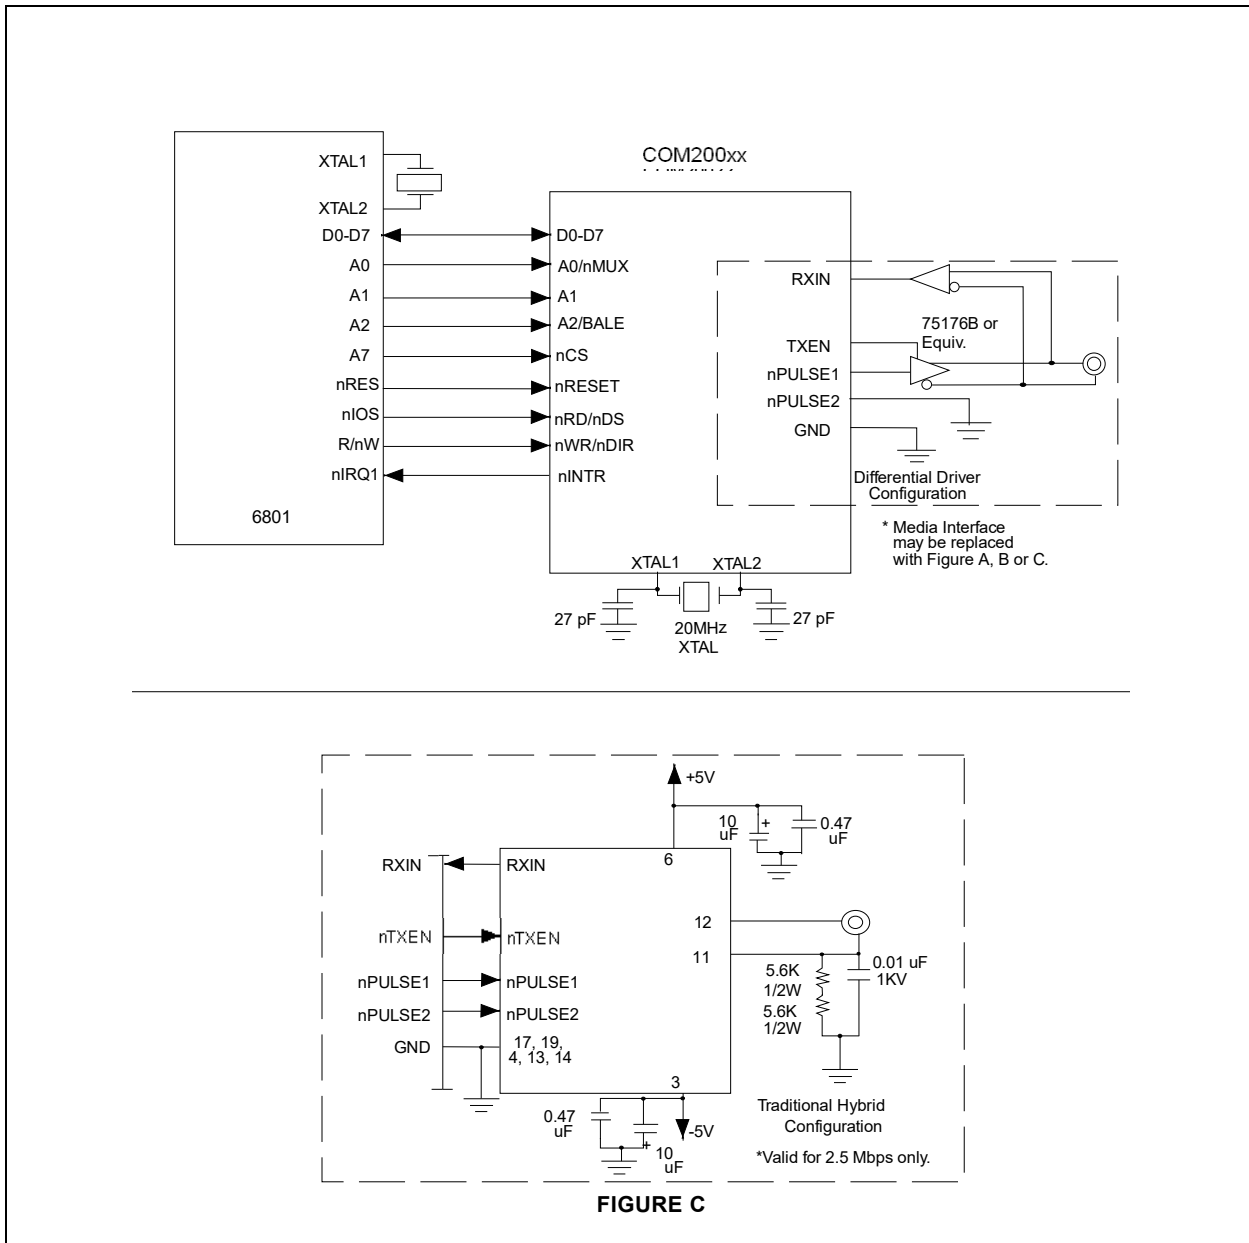 COM200xx
XTAL1
XTAL2
D0-D7
A0
A1
A2
A7
nRES
nIOS
R/nW
nIRQ1
6801
D0-D7
A0/nMUX
A1
A2/BALE
nCS
nRESET
nRD/nDS
nWR/nDIR
nINTR
RXIN
TXEN
nPULSE1
nPULSE2
GND
75176B or
Equiv.
Differential Driver
Configuration
* Media Interface
may be replaced
with Figure A, B or C.
XTAL1
XTAL2
27 pF
20MHz
XTAL
27 pF
+5V
10
uF
+
0.47
uF
6
RXIN
RXIN
nTXEN
nTXEN
nPULSE1
nPULSE1
nPULSE2
nPULSE2
GND
17, 19,
4, 13, 14
12
11
5.6K
1/2W
5.6K
1/2W
0.01 uF
1KV
3
0.47
uF
+
10
uF
-5V
Traditional Hybrid
Configuration
*Valid for 2.5 Mbps only.
FIGURE C